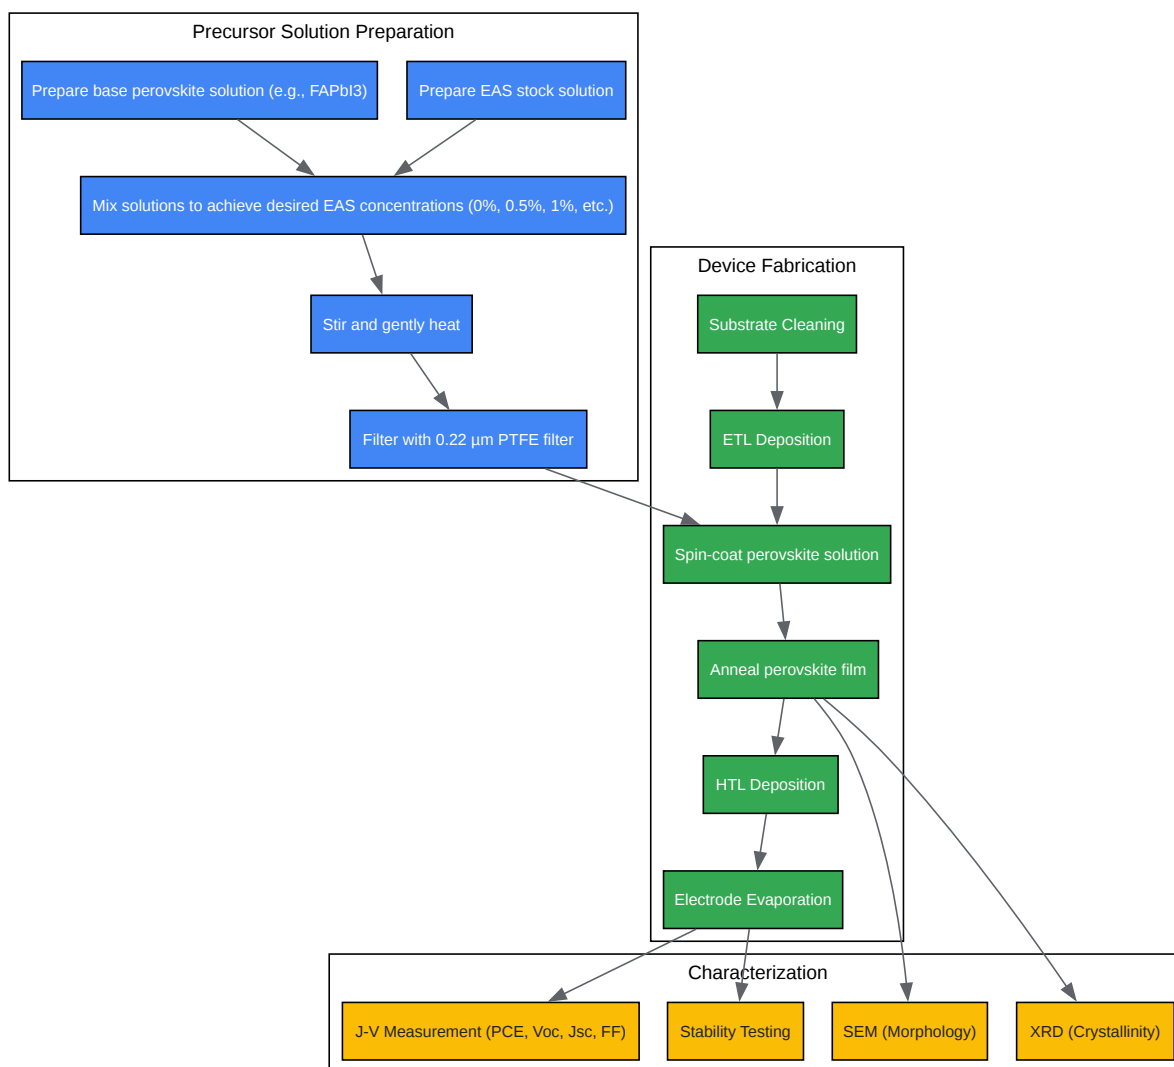 Precursor Solution Preparation
Prepare base perovskite solution (e.g., FAPbI3)
Prepare EAS stock solution
Mix solutions to achieve desired EAS concentrations (0%, 0.5%, 1%, etc.)
Stir and gently heat
Filter with 0.22 µm PTFE filter
Device Fabrication
Substrate Cleaning
ETL Deposition
Spin-coat perovskite solution
Anneal perovskite film
HTL Deposition
Electrode Evaporation
Characterization
J-V Measurement (PCE, Voc, Jsc, FF)
Stability Testing
SEM (Morphology)
XRD (Crystallinity)